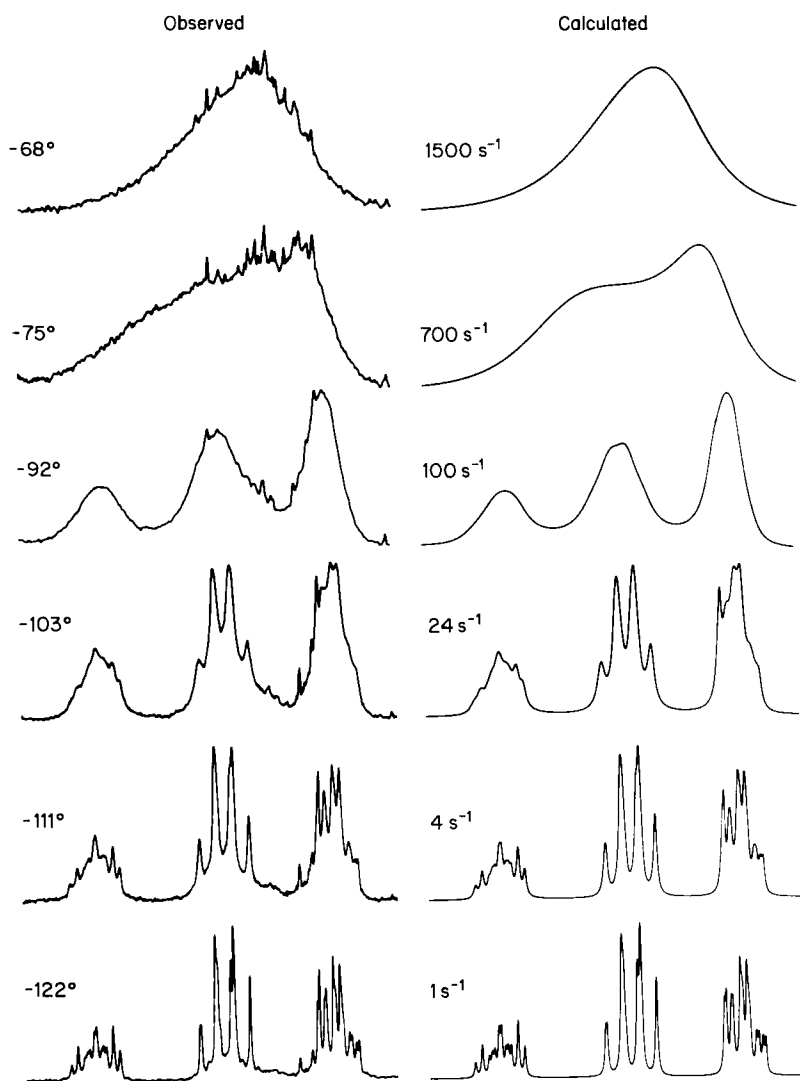 Observed Calculated
-68° 1500 s⁻¹
-75° 700 s⁻¹
-92° 100 s⁻¹
-103° 24 s⁻¹
-111° 4 s⁻¹
-122° 1 s⁻¹